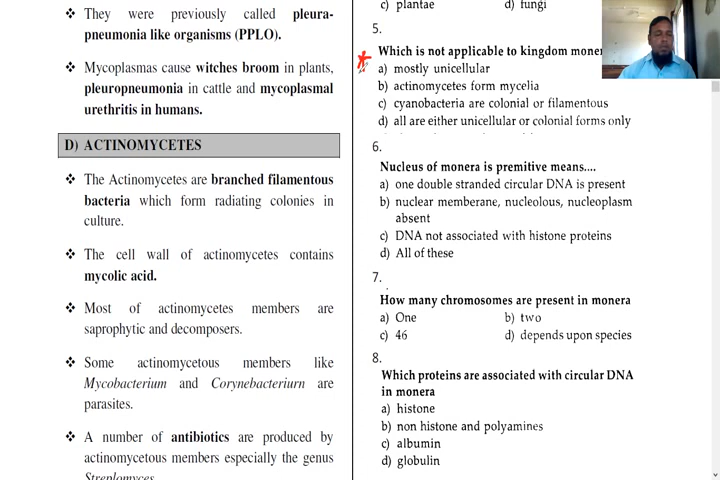 ❖ They were previously called pleura-
pneumonia like organisms (PPLO).
❖ Mycoplasmas cause witches broom in plants,
pleuropneumonia in cattle and mycoplasmal
urethritis in humans.
D) ACTINOMYCETES
❖ The Actinomycetes are branched filamentous
bacteria which form radiating colonies in
culture.
❖ The cell wall of actinomycetes contains
mycolic acid.
❖ Most of actinomycetes members are
saprophytic and decomposers.
❖ Some actinomycetous members like
Mycobacterium and Corynebacteriurn are
parasites.
❖ A number of antibiotics are produced by
actinomycetous members especially the genus
Streplomyces.
c) plantae d) fungi
5.
Which is not applicable to kingdom
a) mostly unicellular
b) actinomycetes form mycelia
c) cyanobacteria are colonial or filamentous
d) all are either unicellular or colonial forms only
6.
Nucleus of monera is premitive means....
a) one double stranded circular DNA is present
b) nuclear memberane, nucleolous, nucleoplasm
absent
c) DNA not associated with histone proteins
d) All of these
7.
How many chromosomes are present in monera
a) One b) two
c) 46 d) depends upon species
8.
Which proteins are associated with circular DNA
in monera
a) histone
b) non histone and polyamines
c) albumin
d) globulin